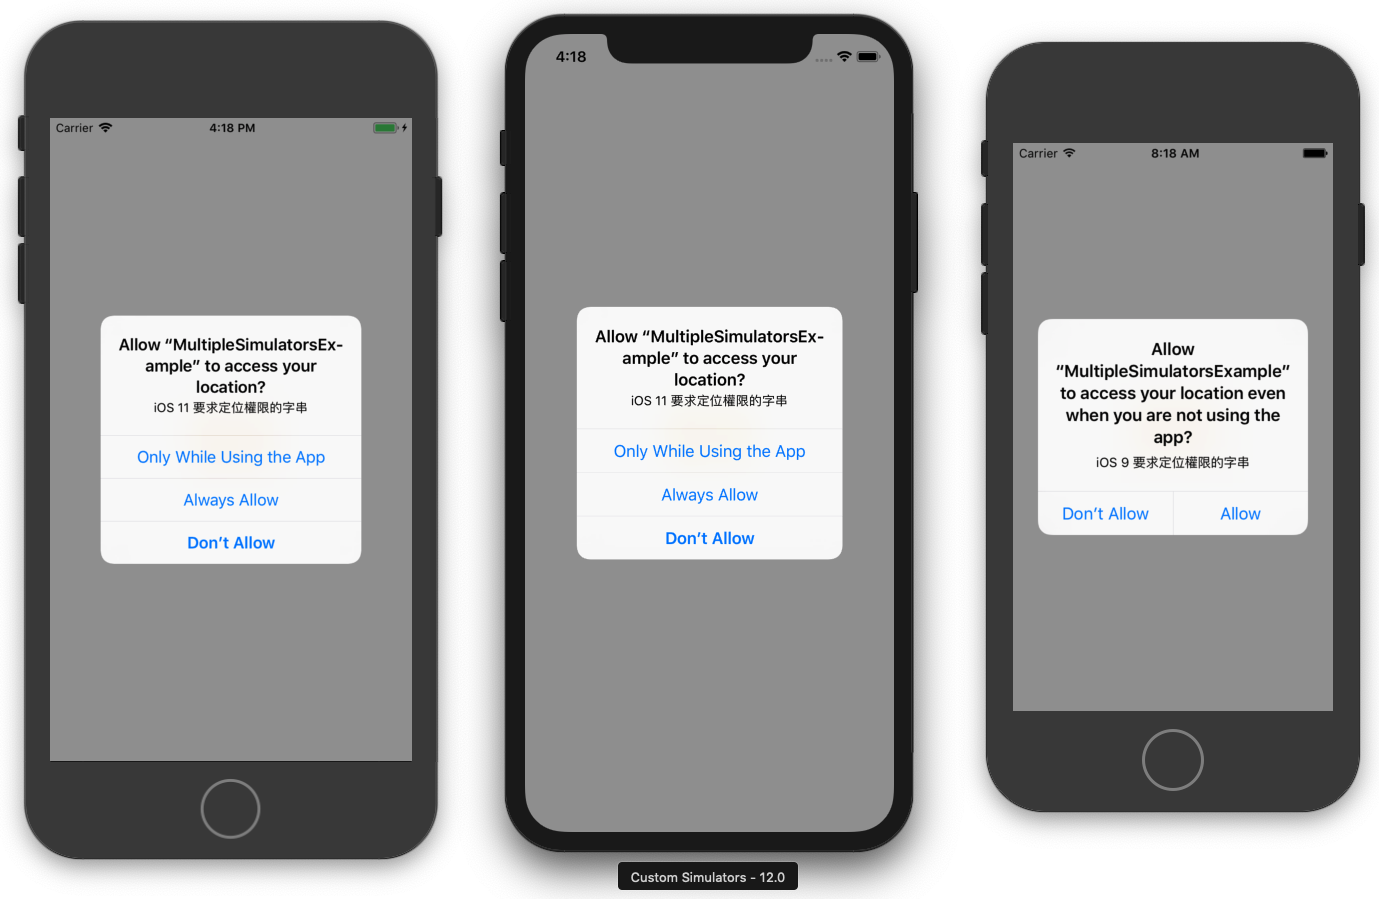 Carrier
4:18 PM
Allow “MultipleSimulatorsEx-
ample” to access your
location?
iOS 11 要求定位權限的字串
Only While Using the App
Always Allow
Don’t Allow
4:18
Allow “MultipleSimulatorsEx-
ample” to access your
location?
iOS 11 要求定位權限的字串
Only While Using the App
Always Allow
Don’t Allow
Custom Simulators - 12.0
Carrier
8:18 AM
Allow
“MultipleSimulatorsExample”
to access your location even
when you are not using the
app?
iOS 9 要求定位權限的字串
Don’t Allow
Allow